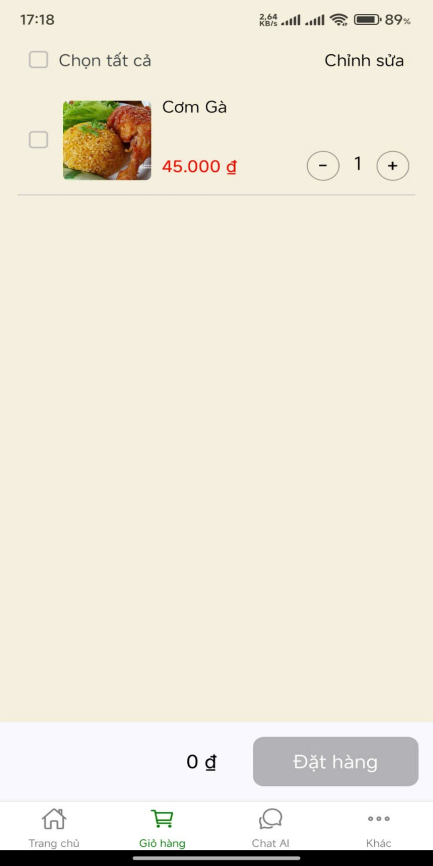 17:18
2,64 KB/s 89%
Chọn tất cả Chỉnh sửa
Cơm Gà
45.000 ₫ - 1 +
0 ₫ Đặt hàng
Trang chủ Giỏ hàng Chat AI Khác